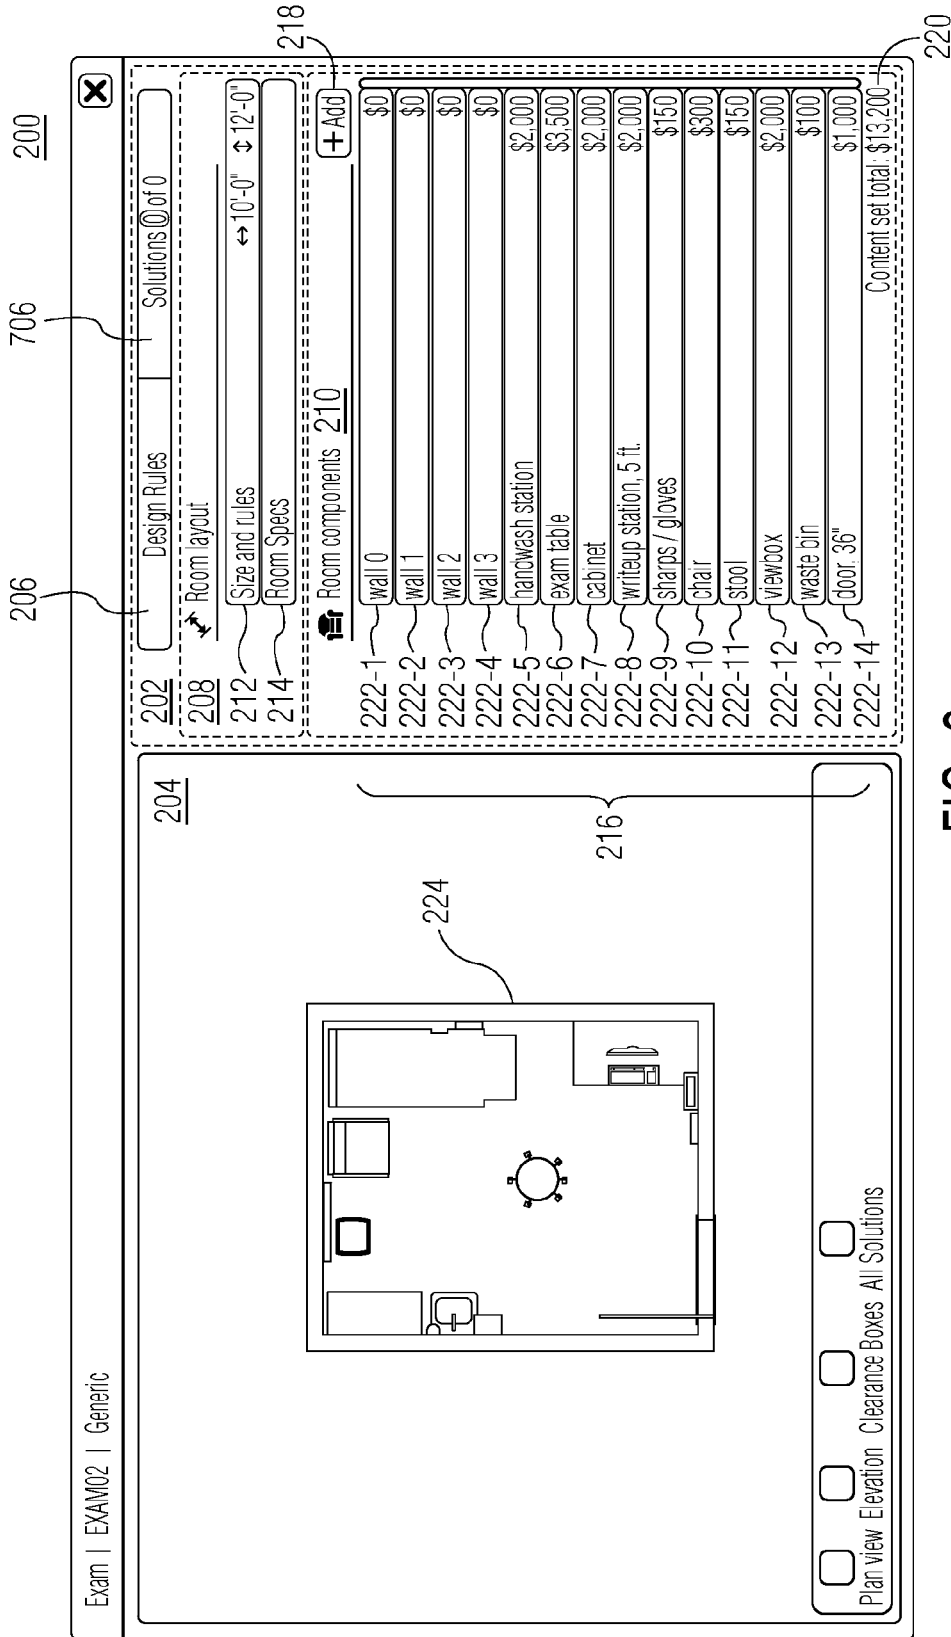 200
Exam | EXAM02 | Generic
206
706
202
Design Rules
Solutions 0 of 0
204
208
Room layout
212
Size and rules ↔ 10'-0" ↕ 12'-0"
214
Room Specs
Room components 210
+ Add
218
222-1 wall 0 $0
222-2 wall 1 $0
222-3 wall 2 $0
222-4 wall 3 $0
222-5 handwash station $2,000
222-6 exam table $3,500
222-7 cabinet $2,000
222-8 writeup station, 5 ft. $2,000
222-9 sharps / gloves $150
222-10 chair $300
222-11 stool $150
222-12 viewbox $2,000
222-13 waste bin $100
222-14 door, 36" $1,000
Content set total: $13,200
220
216
224
Plan view Elevation Clearance Boxes All Solutions